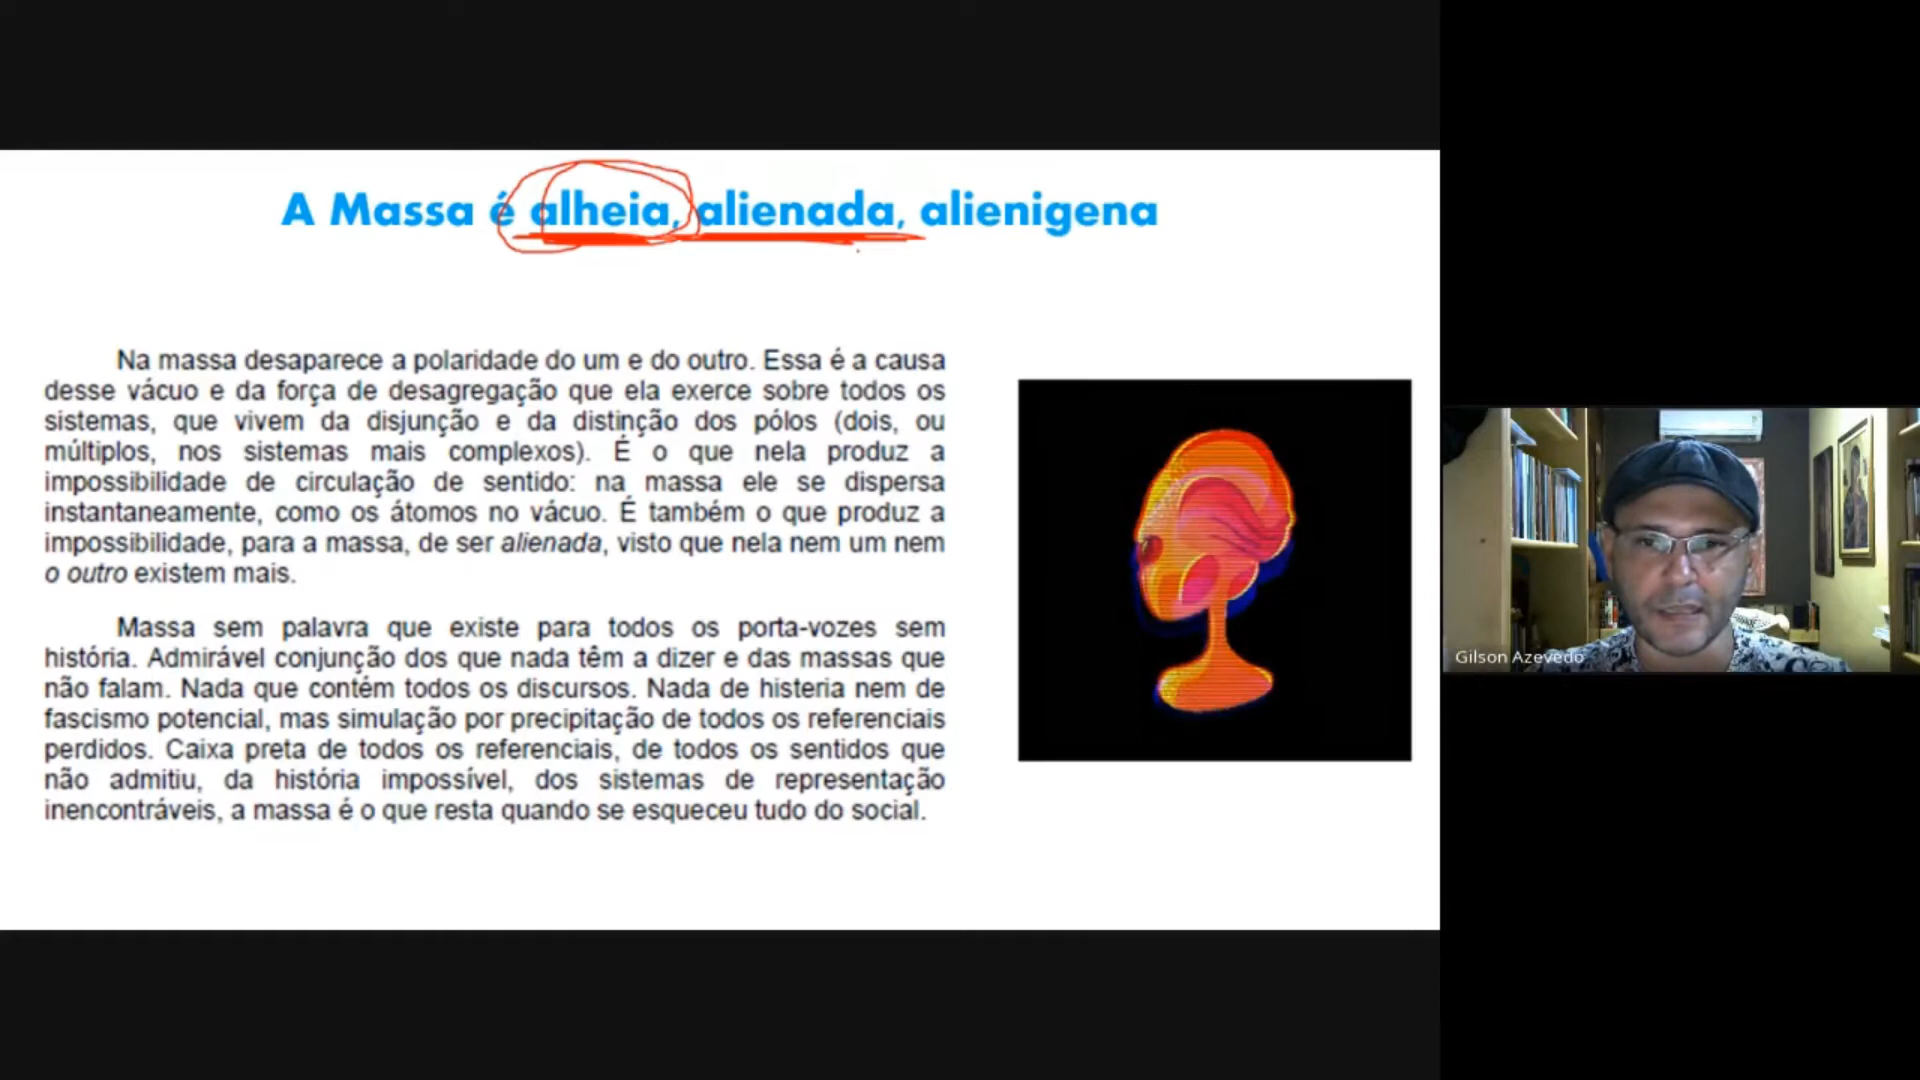 A Massa é alheia, alienada, alienigena
Na massa desaparece a polaridade do um e do outro. Essa é a causa
desse vácuo e da força de desagregação que ela exerce sobre todos os
sistemas, que vivem da disjunção e da distinção dos pólos (dois, ou
múltiplos, nos sistemas mais complexos). É o que nela produz a
impossibilidade de circulação de sentido: na massa ele se dispersa
instantaneamente, como os átomos no vácuo. É também o que produz a
impossibilidade, para a massa, de ser alienada, visto que nela nem um nem
o outro existem mais.
Massa sem palavra que existe para todos os porta-vozes sem
história. Admirável conjunção dos que nada têm a dizer e das massas que
não falam. Nada que contém todos os discursos. Nada de histeria nem de
fascismo potencial, mas simulação por precipitação de todos os referenciais
perdidos. Caixa preta de todos os referenciais, de todos os sentidos que
não admitiu, da história impossível, dos sistemas de representação
inencontráveis, a massa é o que resta quando se esqueceu tudo do social.
Gilson Azevedo